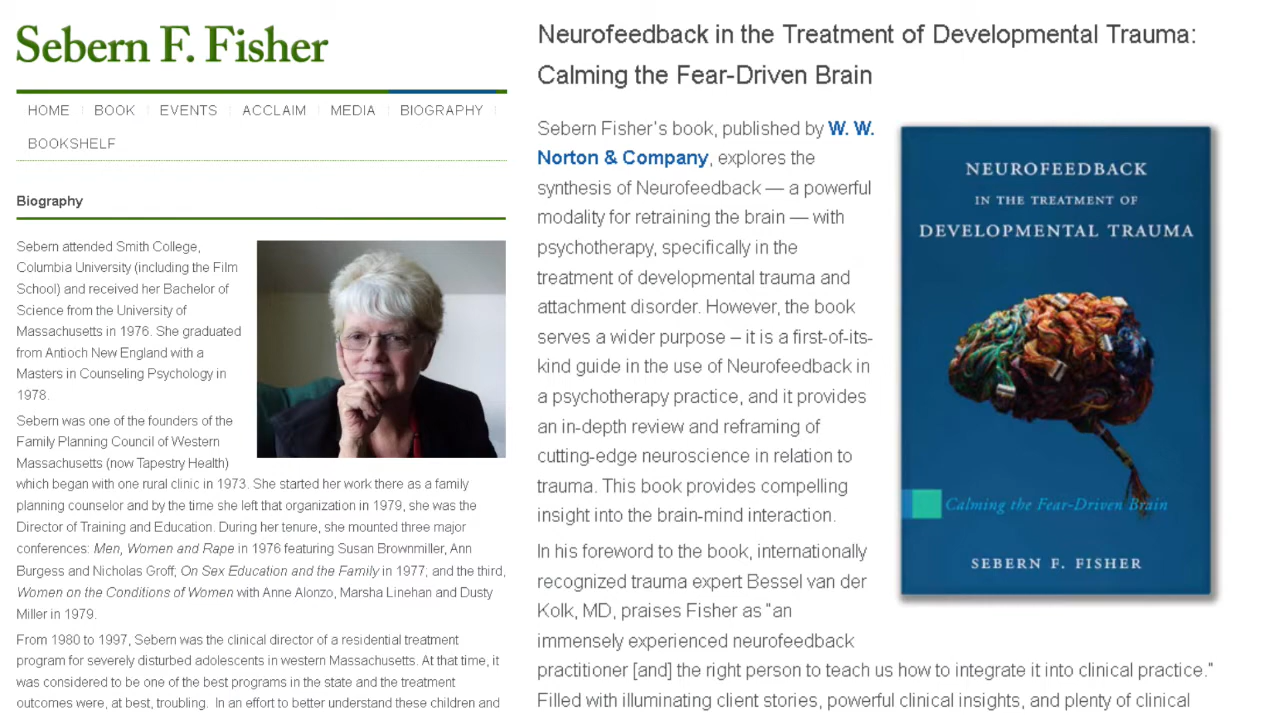 Sebern F. Fisher
HOME
BOOK
EVENTS
ACCLAIM
MEDIA
BIOGRAPHY
BOOKSHELF
Biography
Sebern attended Smith College,
Columbia University (including the Film
School) and received her Bachelor of
Science from the University of
Massachusetts in 1976. She graduated
from Antioch New England with a
Masters in Counseling Psychology in
1978.
Sebern was one of the founders of the
Family Planning Council of Western
Massachusetts (now Tapestry Health)
which began with one rural clinic in 1973. She started her work there as a family
planning counselor and by the time she left that organization in 1979, she was the
Director of Training and Education. During her tenure, she mounted three major
conferences: Men, Women and Rape in 1976 featuring Susan Brownmiller, Ann
Burgess and Nicholas Groff; On Sex Education and the Family in 1977; and the third,
Women on the Conditions of Women with Anne Alonzo, Marsha Linehan and Dusty
Miller in 1979.
From 1980 to 1997, Sebern was the clinical director of a residential treatment
program for severely disturbed adolescents in western Massachusetts. At that time, it
was considered to be one of the best programs in the state and the treatment
outcomes were, at best, troubling. In an effort to better understand these children and
Neurofeedback in the Treatment of Developmental Trauma:
Calming the Fear-Driven Brain
Sebern Fisher's book, published by W. W.
Norton & Company, explores the
synthesis of Neurofeedback — a powerful
modality for retraining the brain — with
psychotherapy, specifically in the
treatment of developmental trauma and
attachment disorder. However, the book
serves a wider purpose – it is a first-of-its-
kind guide in the use of Neurofeedback in
a psychotherapy practice, and it provides
an in-depth review and reframing of
cutting-edge neuroscience in relation to
trauma. This book provides compelling
insight into the brain-mind interaction.
In his foreword to the book, internationally
recognized trauma expert Bessel van der
Kolk, MD, praises Fisher as "an
immensely experienced neurofeedback
practitioner [and] the right person to teach us how to integrate it into clinical practice."
Filled with illuminating client stories, powerful clinical insights, and plenty of clinical
NEUROFEEDBACK
IN THE TREATMENT OF
DEVELOPMENTAL TRAUMA
Calming the Fear-Driven Brain
SEBERN F. FISHER